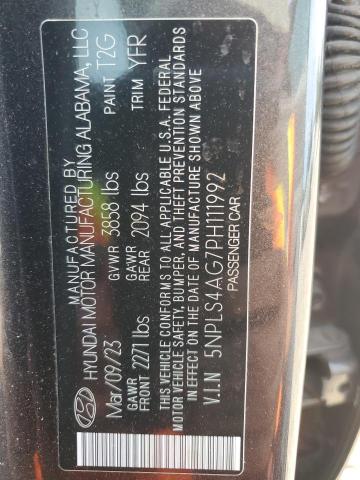 MANUFACTURED BY
HYUNDAI MOTOR MANUFACTURING ALABAMA, LLC
Mar/09/23 GVWR 3858 lbs PAINT T2G
GAWR FRONT 2271 lbs GAWR REAR 2094 lbs TRIM YFR
THIS VEHICLE CONFORMS TO ALL APPLICABLE U.S.A. FEDERAL
MOTOR VEHICLE SAFETY, BUMPER, AND THEFT PREVENTION STANDARDS
IN EFFECT ON THE DATE OF MANUFACTURE SHOWN ABOVE
V.I.N 5NPLS4AG7PH111992
PASSENGER CAR